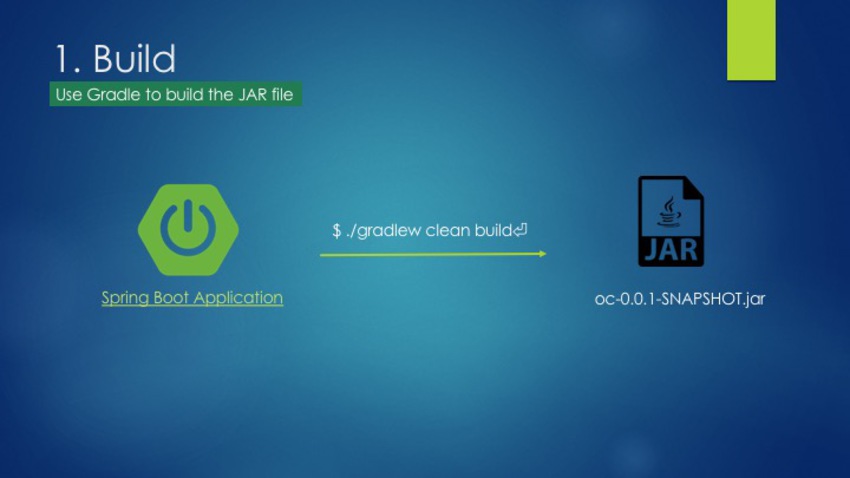 1. Build
Use Gradle to build the JAR file
$ ./gradlew clean build⏎
JAR
Spring Boot Application
oc-0.0.1-SNAPSHOT.jar